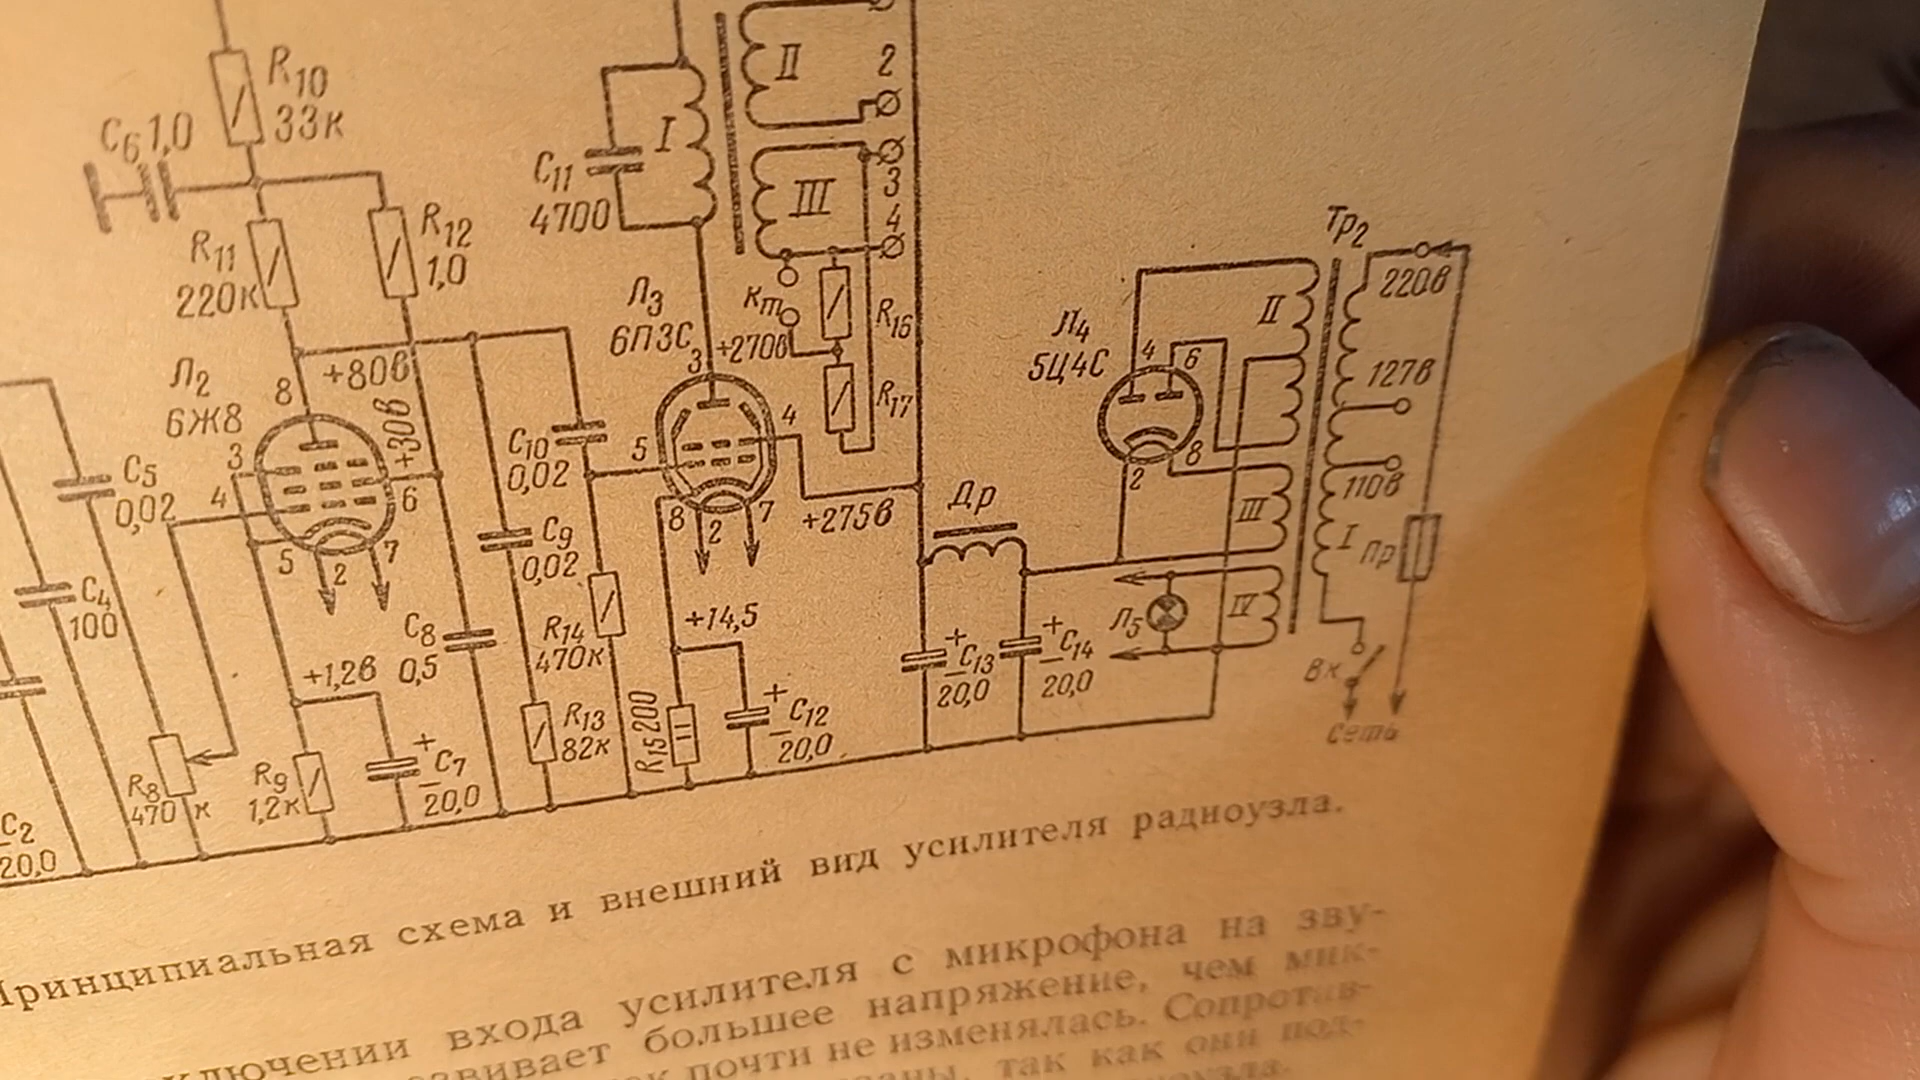 R10
33к
C6 1,0
R11
220к
R12
1,0
C11
4700
I
II
III
2
3
4
Кт
R16
R17
Л2
6Ж8
8
+80в
+30в
3
4
5
2
7
6
Л3
6П3С
3
+270в
4
5
8
2
7
+275в
C5
0,02
C4
100
C2
20,0
C10
0,02
C9
0,02
C8
0,5
R14
470к
R13
82к
R15 200
+14,5
+
C12
20,0
+1,2в
R8
470к
R9
1,2к
+
C7
20,0
Др
+
C13
20,0
+
C14
20,0
Л4
5Ц4С
4
6
2
8
Л5
Тр2
II
III
IV
I
220в
127в
110в
Пр
Вк
Сеть
Принципиальная схема и внешний вид усилителя радиоузла.
ключении входа усилителя с микрофона на зву-
вивает большее напряжение, чем мик-
почти не изменялась. Сопротив-
так как они под-